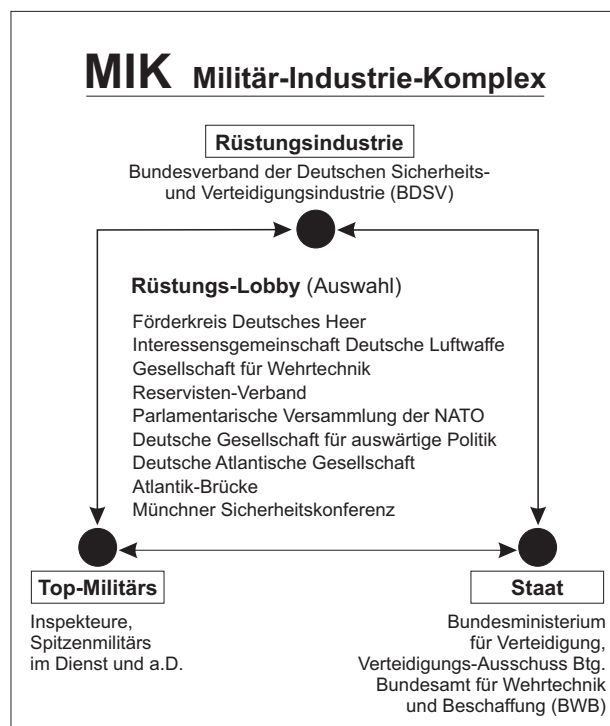 MIK Militär-Industrie-Komplex
Rüstungsindustrie
Bundesverband der Deutschen Sicherheits-
und Verteidigungsindustrie (BDSV)
Rüstungs-Lobby (Auswahl)
Förderkreis Deutsches Heer
Interessensgemeinschaft Deutsche Luftwaffe
Gesellschaft für Wehrtechnik
Reservisten-Verband
Parlamentarische Versammlung der NATO
Deutsche Gesellschaft für auswärtige Politik
Deutsche Atlantische Gesellschaft
Atlantik-Brücke
Münchner Sicherheitskonferenz
Top-Militärs
Inspekteure,
Spitzenmilitärs
im Dienst und a.D.
Staat
Bundesministerium
für Verteidigung,
Verteidigungs-Ausschuss Btg.
Bundesamt für Wehrtechnik
und Beschaffung (BWB)